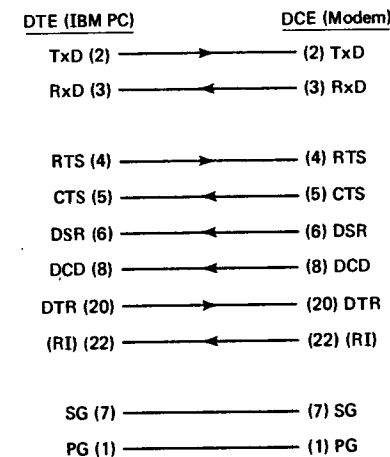 DTE (IBM PC) DCE (Modem)
TxD (2) (2) TxD
RxD (3) (3) RxD
RTS (4) (4) RTS
CTS (5) (5) CTS
DSR (6) (6) DSR
DCD (8) (8) DCD
DTR (20) (20) DTR
(RI) (22) (22) (RI)
SG (7) (7) SG
PG (1) (1) PG